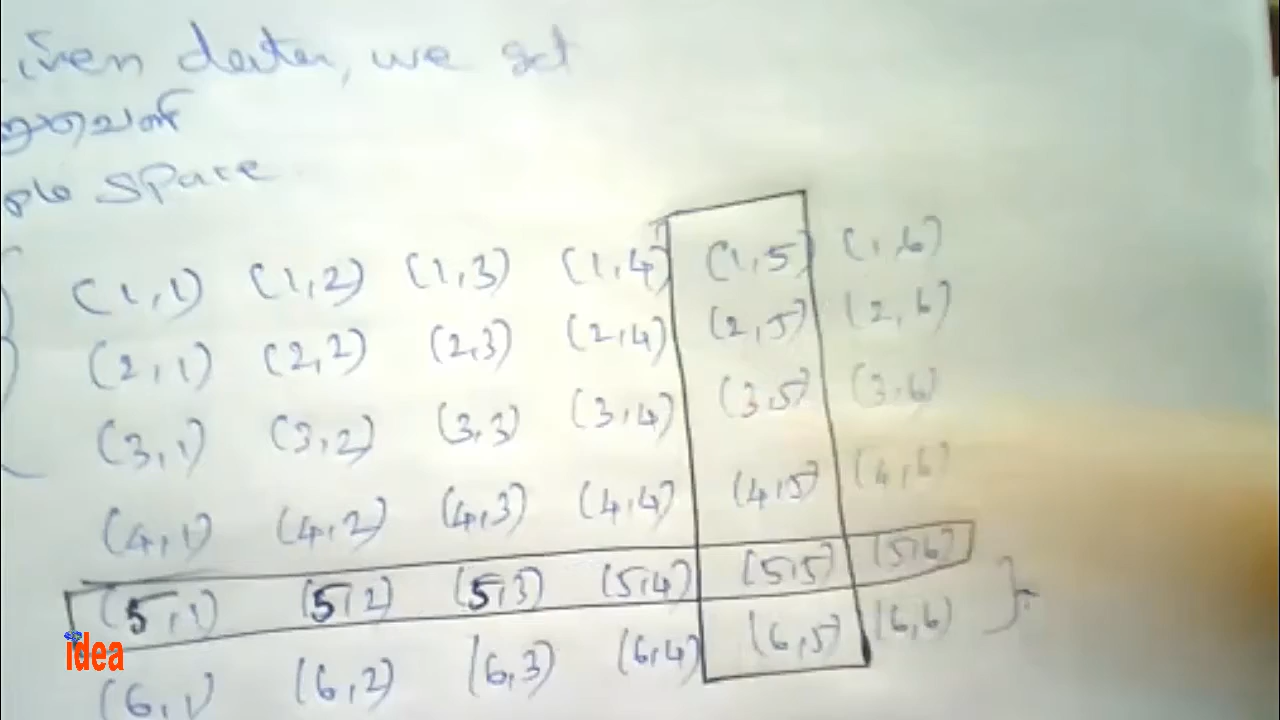 iven data, we get
றுவெளி
ple space
(1,1) (1,2) (1,3) (1,4) (1,5) (1,6)
(2,1) (2,2) (2,3) (2,4) (2,5) (2,6)
(3,1) (3,2) (3,3) (3,4) (3,5) (3,6)
(4,1) (4,2) (4,3) (4,4) (4,5) (4,6)
(5,1) (5,2) (5,3) (5,4) (5,5) (5,6)
(6,1) (6,2) (6,3) (6,4) (6,5) (6,6) }
idea